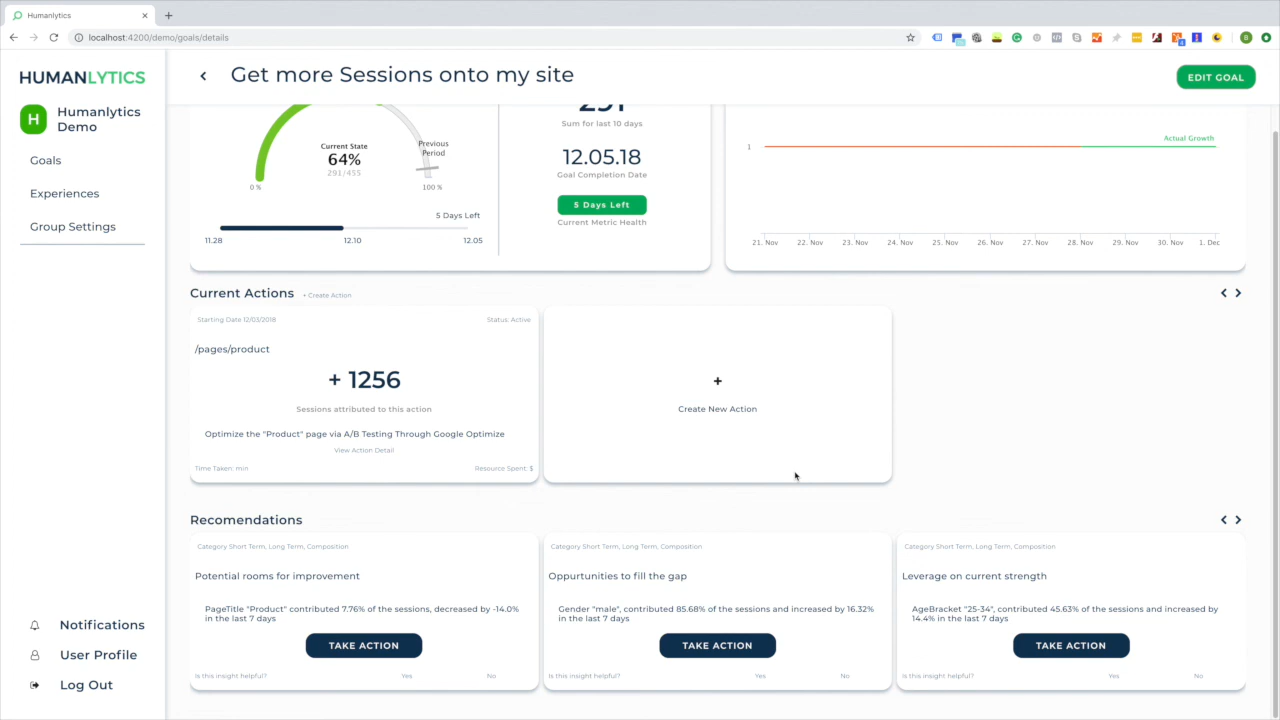 Humanlytics
localhost:4200/demo/goals/details
HUMANLYTICS
H
Humanlytics
Demo
Goals
Experiences
Group Settings
Notifications
User Profile
Log Out
Get more Sessions onto my site
EDIT GOAL
Current State
64%
291/455
Previous
Period
0 %
100 %
5 Days Left
11.28
12.10
12.05
291
Sum for last 10 days
12.05.18
Goal Completion Date
5 Days Left
Current Metric Health
Actual Growth
1
21. Nov
22. Nov
23. Nov
24. Nov
25. Nov
26. Nov
27. Nov
28. Nov
29. Nov
30. Nov
1. Dec
Current Actions
+ Create Action
Starting Date 12/03/2018
Status: Active
/pages/product
+ 1256
Sessions attributed to this action
Optimize the "Product" page via A/B Testing Through Google Optimize
View Action Detail
Time Taken: min
Resource Spent: $
+
Create New Action
Recomendations
Category Short Term, Long Term, Composition
Potential rooms for improvement
PageTitle "Product" contributed 7.76% of the sessions, decreased by -14.0%
in the last 7 days
TAKE ACTION
Is this insight helpful?
Yes
No
Category Short Term, Long Term, Composition
Oppurtunities to fill the gap
Gender "male", contributed 85.68% of the sessions and increased by 16.32%
in the last 7 days
TAKE ACTION
Is this insight helpful?
Yes
No
Category Short Term, Long Term, Composition
Leverage on current strength
AgeBracket "25-34", contributed 45.63% of the sessions and increased by
14.4% in the last 7 days
TAKE ACTION
Is this insight helpful?
Yes
No